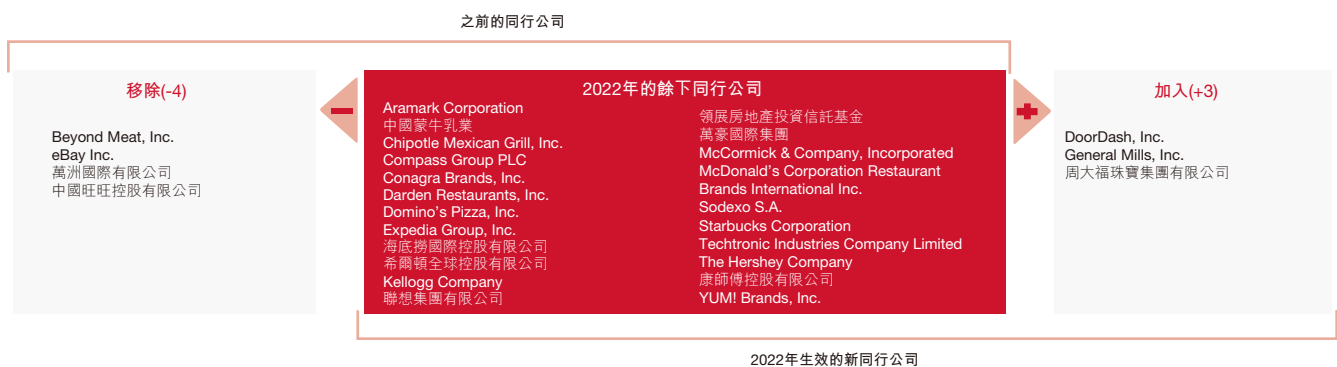 之前的同行公司
移除(-4)
Beyond Meat, Inc.
eBay Inc.
萬洲國際有限公司
中國旺旺控股有限公司
2022年的餘下同行公司
Aramark Corporation
中國蒙牛乳業
Chipotle Mexican Grill, Inc.
Compass Group PLC
Conagra Brands, Inc.
Darden Restaurants, Inc.
Domino's Pizza, Inc.
Expedia Group, Inc.
海底撈國際控股有限公司
希爾頓全球控股有限公司
Kellogg Company
聯想集團有限公司
領展房地產投資信託基金
萬豪國際集團
McCormick & Company, Incorporated
McDonald's Corporation Restaurant
Brands International Inc.
Sodexo S.A.
Starbucks Corporation
Techtronic Industries Company Limited
The Hershey Company
康師傅控股有限公司
YUM! Brands, Inc.
加入(+3)
DoorDash, Inc.
General Mills, Inc.
周大福珠寶集團有限公司
2022年生效的新同行公司